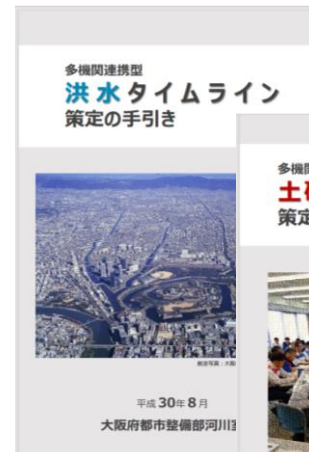 多機関連携型
洪水タイムライン
策定の手引き
平成30年8月
大阪府都市整備部河川
多機
土
策定